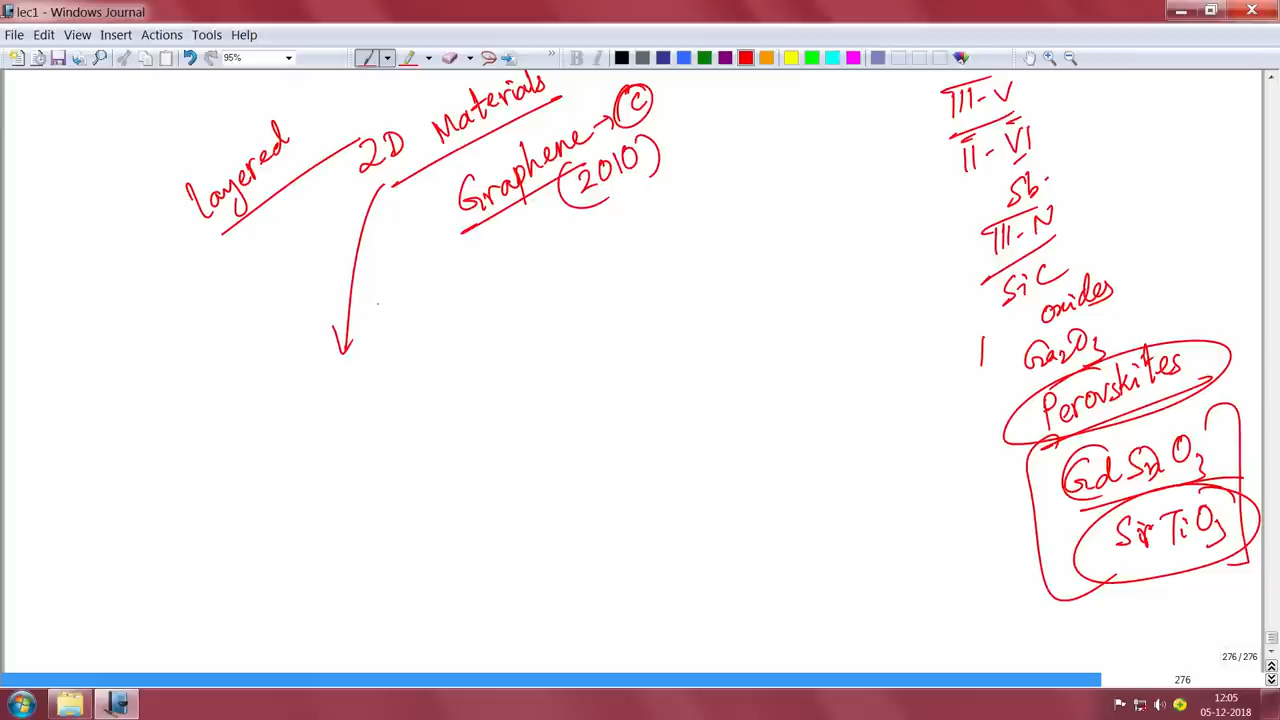 lec1 - Windows Journal
File Edit View Insert Actions Tools Help
95%
layered 2D Materials
Graphene → C
(2010)
III-V
II-VI
Sb
III-N
SiC
oxides
Ga2O3
Perovskites
GdScO3
SrTiO3
276 / 276
276
12:05
05-12-2018